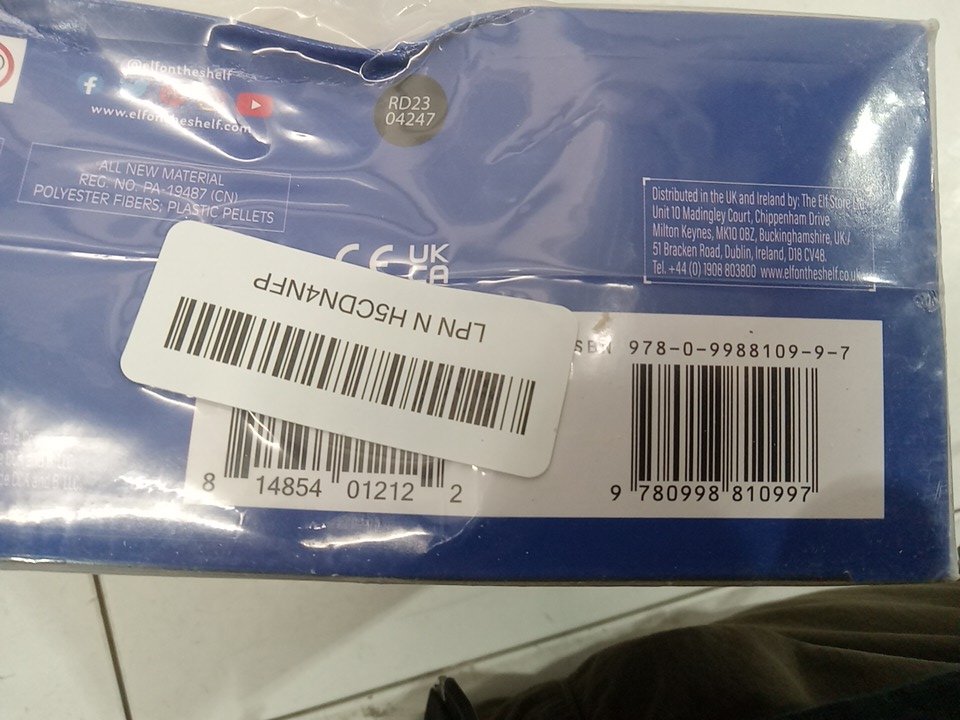 @elfontheshelf
www.elfontheshelf.com
RD23
04247
ALL NEW MATERIAL
REG. NO. PA-19487 (CN)
POLYESTER FIBERS, PLASTIC PELLETS
CE UK
CA
Distributed in the UK and Ireland by: The Elf Store Ltd.
Unit 10 Madingley Court, Chippenham Drive
Milton Keynes, MK10 0BZ, Buckinghamshire, UK./
51 Bracken Road, Dublin, Ireland, D18 CV48.
Tel. +44 (0) 1908 803800 www.elfontheshelf.co.uk
LPN N H5CDN4NFP
ISBN 978-0-9988109-9-7
8 14854 01212 2
9 780998 810997